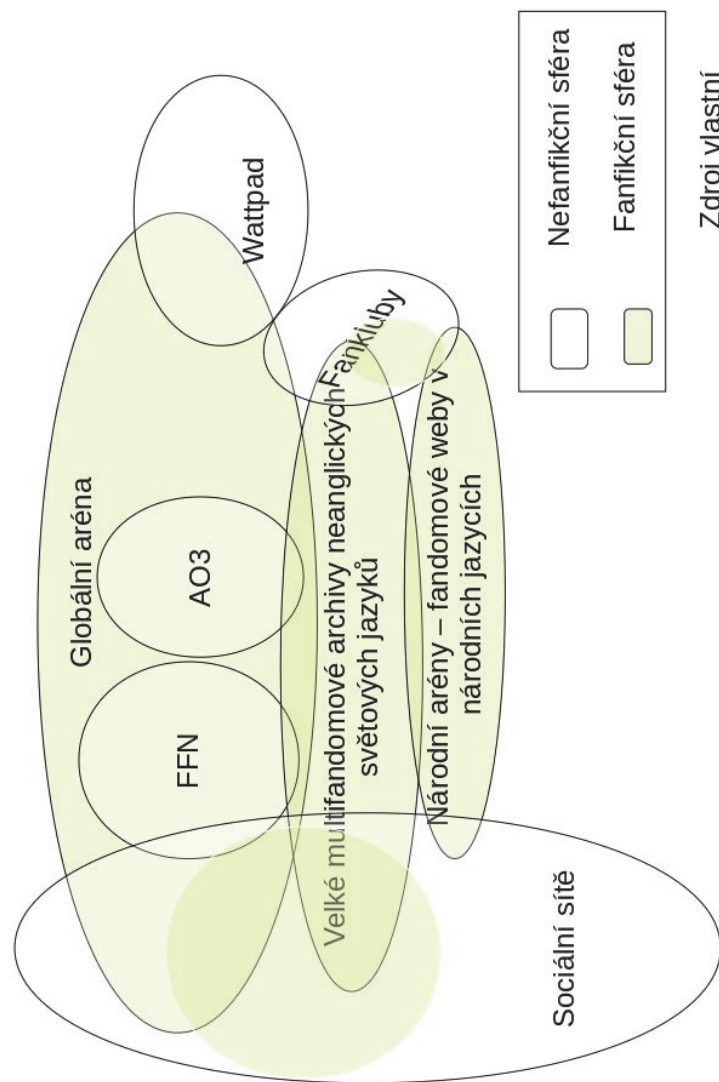 Globální aréna
FFN
AO3
Wattpad
Velké multifandomové archivy neanglických
světových jazyků
Fankluby
Národní arény – fandomové weby v
národních jazycích
Sociální sítě
Nefanfikční sféra
Fanfikční sféra
Zdroj vlastní